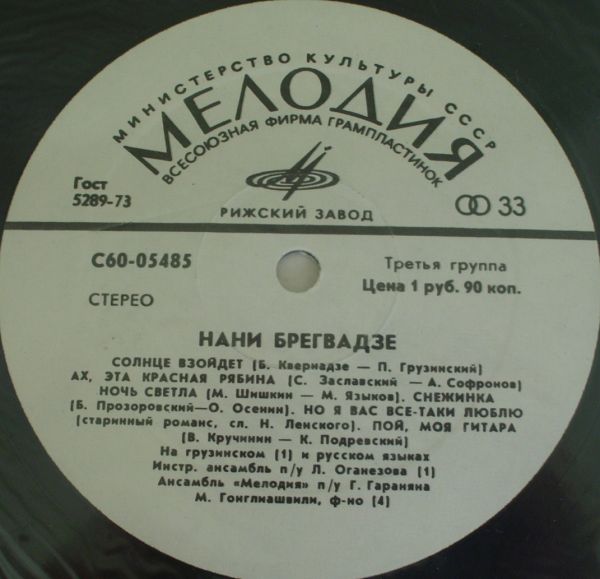 МИНИСТЕРСТВО КУЛЬТУРЫ СССР
МЕЛОДИЯ
ВСЕСОЮЗНАЯ ФИРМА ГРАМПЛАСТИНОК
Гост
5289-73
РИЖСКИЙ ЗАВОД
33
С60-05485
Третья группа
Цена 1 руб. 90 коп.
СТЕРЕО
НАНИ БРЕГВАДЗЕ
СОЛНЦЕ ВЗОЙДЕТ (Б. Квернадзе — П. Грузинский)
АХ, ЭТА КРАСНАЯ РЯБИНА (С. Заславский — А. Софронов)
НОЧЬ СВЕТЛА (М. Шишкин — М. Языков). СНЕЖИНКА
(Б. Прозоровский—О. Осенин). НО Я ВАС ВСЕ-ТАКИ ЛЮБЛЮ
(старинный романс, сл. Н. Ленского). ПОЙ, МОЯ ГИТАРА
(В. Кручинин — К. Подревский)
На грузинском (1) и русском языках
Инстр. ансамбль п/у Л. Оганезова (1)
Ансамбль «Мелодия» п/у Г. Гараняна
М. Гонглиашвили, ф-но (4)